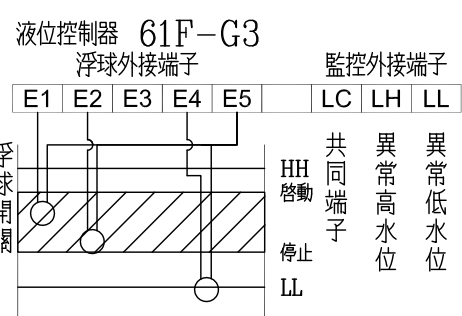 液位控制器 61F-G3
浮球外接端子 監控外接端子
E1 E2 E3 E4 E5 LC LH LL
浮球開關
HH
啓動
停止
LL
共同端子
異常高水位
異常低水位